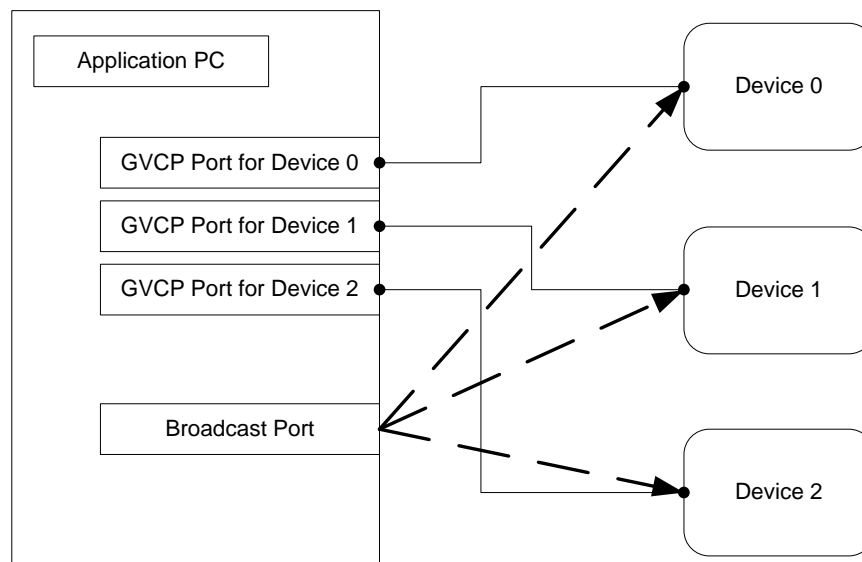 Application PC
GVCP Port for Device 0
GVCP Port for Device 1
GVCP Port for Device 2
Broadcast Port
Device 0
Device 1
Device 2